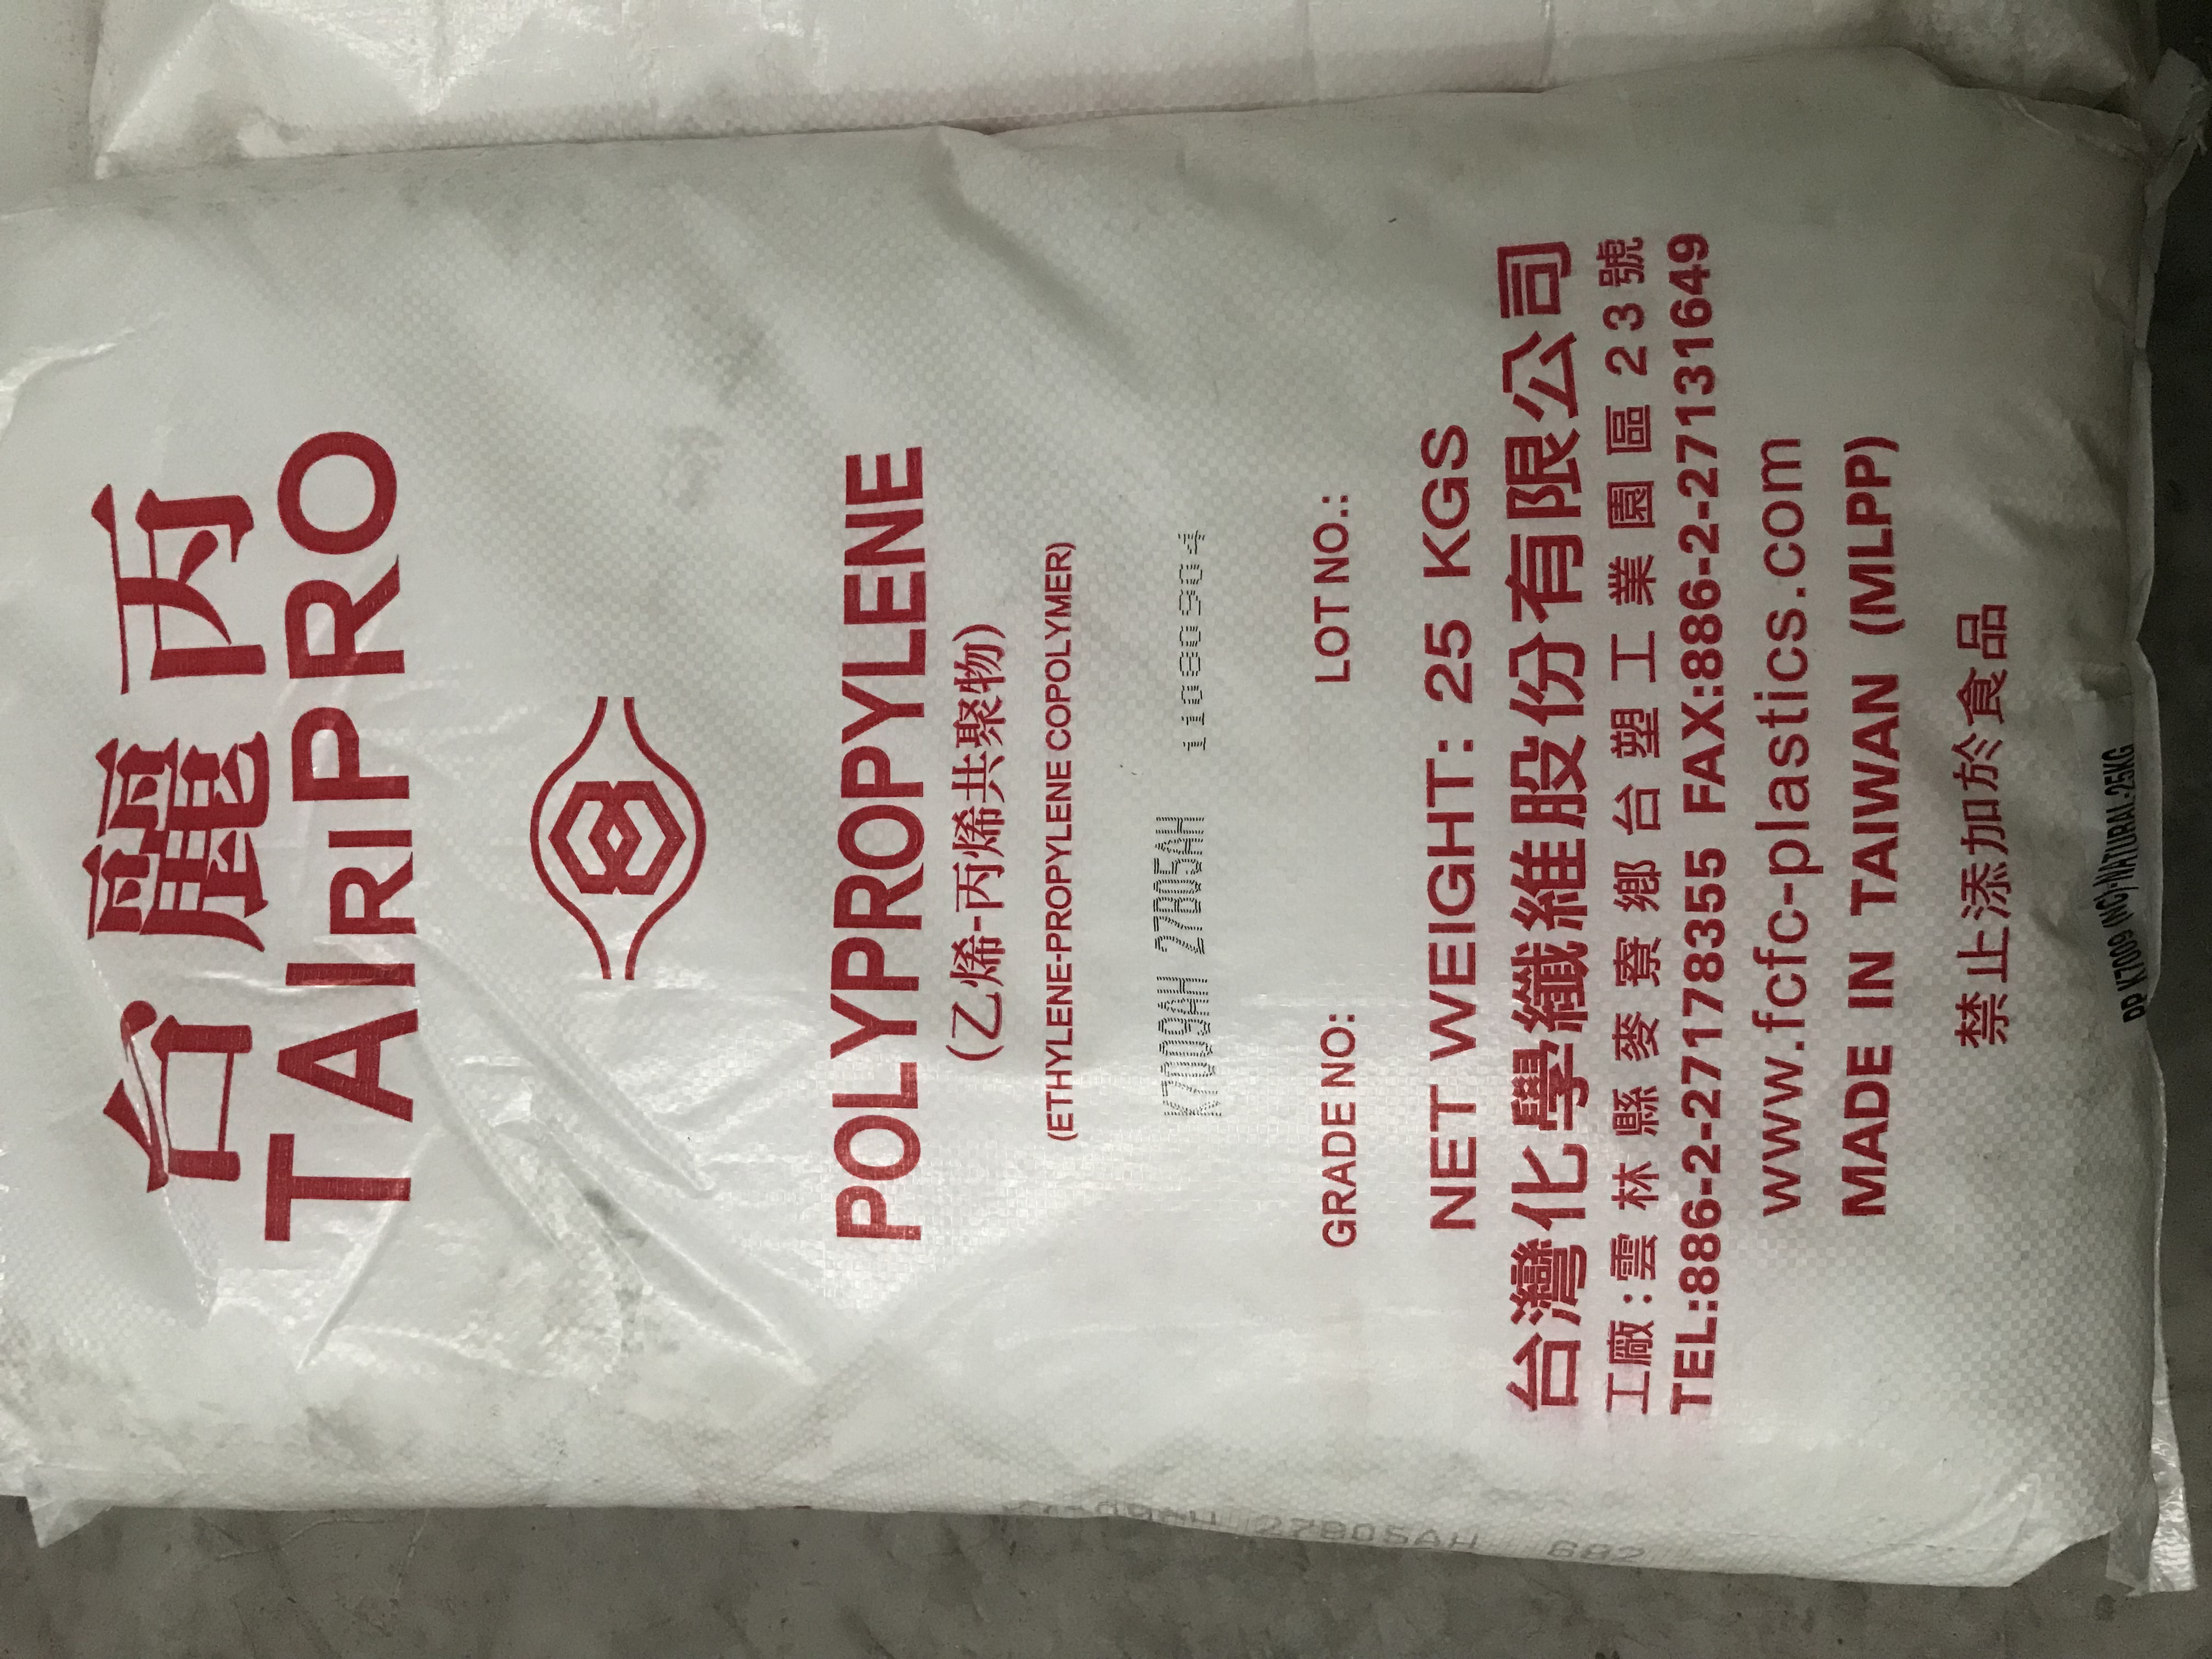 台麗丙
TAIRIPRO
POLYPROPYLENE
(乙烯-丙烯共聚物)
(ETHYLENE-PROPYLENE COPOLYMER)
K7009AH 27B05AH
GRADE NO: LOT NO.:
NET WEIGHT: 25 KGS
台灣化學纖維股份有限公司
工廠:雲林縣麥寮鄉台塑工業園區23號
TEL:886-2-27178355 FAX:886-2-27131649
www.fcfc-plastics.com
MADE IN TAIWAN (MLPP)
禁止添加於食品
PP K7009 (NC)-NATURAL-25KG
27B05AH 682